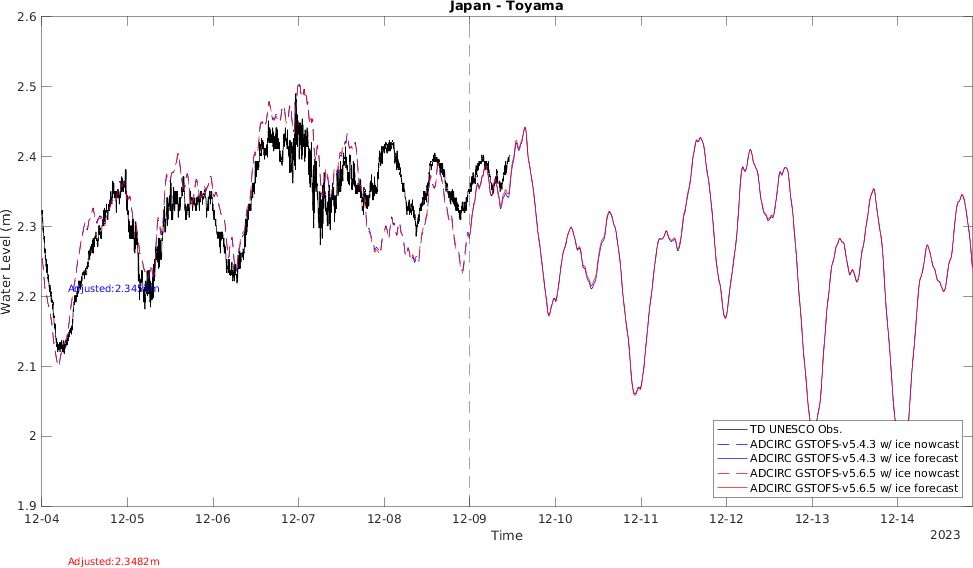 Japan - Toyama
2.6
2.5
2.4
2.3
2.2
2.1
2
1.9
Water Level (m)
12-04
12-05
12-06
12-07
12-08
12-09
12-10
12-11
12-12
12-13
12-14
2023
Time
TD UNESCO Obs.
ADCIRC GSTOFS-v5.4.3 w/ ice nowcast
ADCIRC GSTOFS-v5.4.3 w/ ice forecast
ADCIRC GSTOFS-v5.6.5 w/ ice nowcast
ADCIRC GSTOFS-v5.6.5 w/ ice forecast
Adjusted:2.3482m